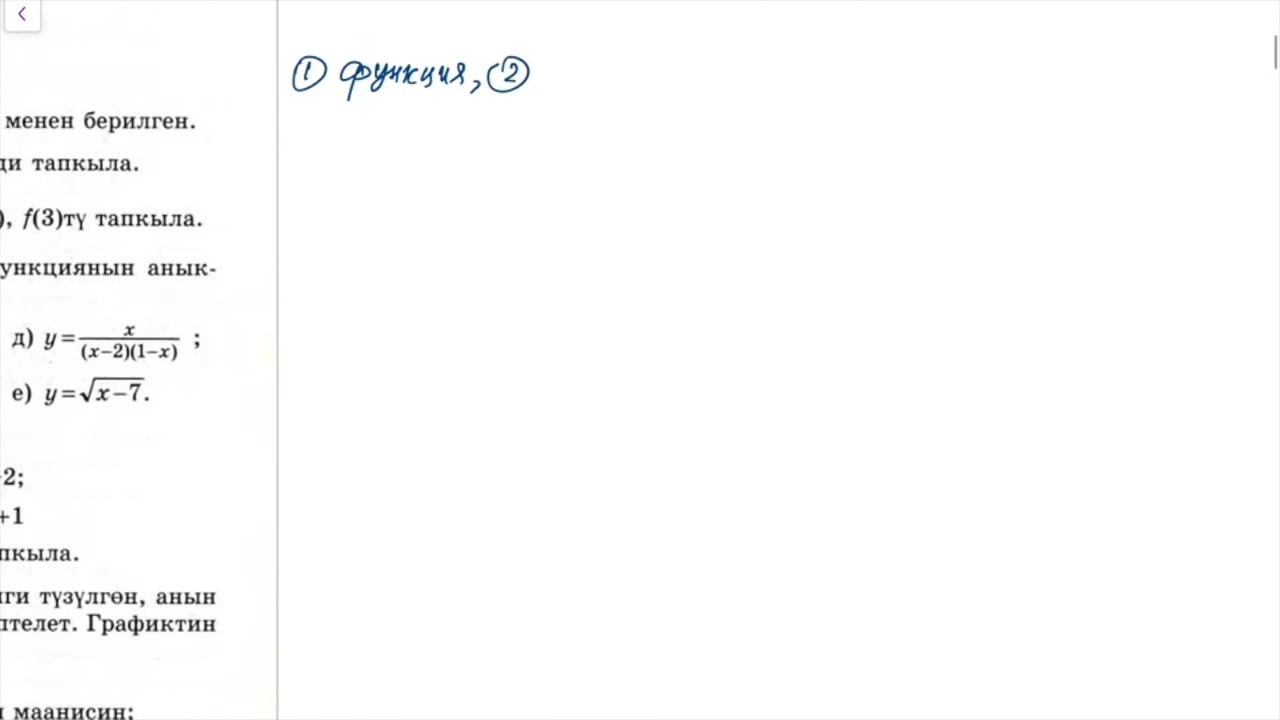 ① функция, ②
менен берилген.
ди тапкыла.
), f(3)тү тапкыла.
ункциянын анык-
д) y=x/((x−2)(1−x)) ;
е) y=√(x−7).
2;
+1
пкыла.
ги түзүлгөн, анын
птелет. Графиктин
маанисин;